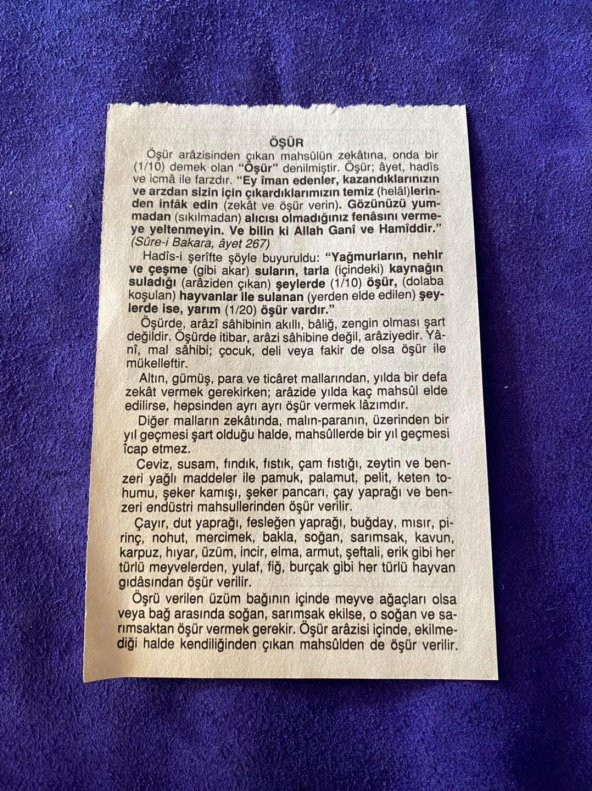 ÖŞÜR
Öşür arâzisinden çıkan mahsûlün zekâtına, onda bir
(1/10) demek olan "Öşür" denilmiştir. Öşür; âyet, hadîs
ve icmâ ile farzdır. "Ey îman edenler, kazandıklarınızın
ve arzdan sizin için çıkardıklarımızın temiz (helâl)lerin-
den infâk edin (zekât ve öşür verin). Gözünüzü yum-
madan (sıkılmadan) alıcısı olmadığınız fenâsını verme-
ye yeltenmeyin. Ve bilin ki Allah Ganî ve Hamîddir."
(Sûre-i Bakara, âyet 267)
Hadîs-i şerîfte şöyle buyuruldu: "Yağmurların, nehir
ve çeşme (gibi akar) suların, tarla (içindeki) kaynağın
suladığı (arâziden çıkan) şeylerde (1/10) öşür, (dolaba
koşulan) hayvanlar ile sulanan (yerden elde edilen) şey-
lerde ise, yarım (1/20) öşür vardır."
Öşürde, arâzî sâhibinin akıllı, bâliğ, zengin olması şart
değildir. Öşürde itibar, arâzi sâhibine değil, arâziyedir. Yâ-
nî, mal sâhibi; çocuk, deli veya fakir de olsa öşür ile
mükelleftir.
Altın, gümüş, para ve ticâret mallarından, yılda bir defa
zekât vermek gerekirken; arâzide yılda kaç mahsûl elde
edilirse, hepsinden ayrı ayrı öşür vermek lâzımdır.
Diğer malların zekâtında, malın-paranın, üzerinden bir
yıl geçmesi şart olduğu halde, mahsûllerde bir yıl geçmesi
îcap etmez.
Ceviz, susam, fındık, fıstık, çam fıstığı, zeytin ve ben-
zeri yağlı maddeler ile pamuk, palamut, pelit, keten to-
humu, şeker kamışı, şeker pancarı, çay yaprağı ve ben-
zeri endüstri mahsullerinden öşür verilir.
Çayır, dut yaprağı, fesleğen yaprağı, buğday, mısır, pi-
rinç, nohut, mercimek, bakla, soğan, sarımsak, kavun,
karpuz, hıyar, üzüm, incir, elma, armut, şeftali, erik gibi her
türlü meyvelerden, yulaf, fiğ, burçak gibi her türlü hayvan
gıdâsından öşür verilir.
Öşrü verilen üzüm bağının içinde meyve ağaçları olsa
veya bağ arasında soğan, sarımsak ekilse, o soğan ve sa-
rımsaktan öşür vermek gerekir. Öşür arâzisi içinde, ekilme-
diği halde kendiliğinden çıkan mahsûlden de öşür verilir.